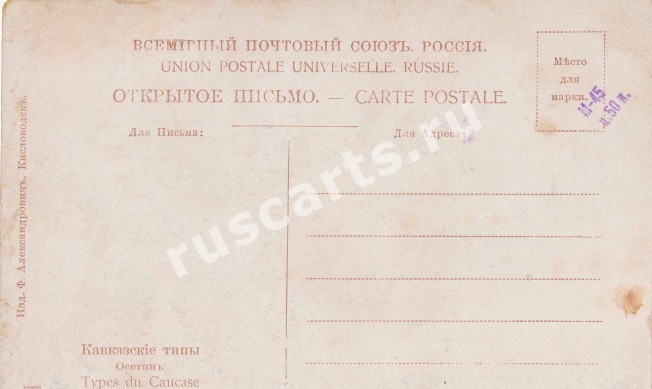 ВСЕМІРНЫЙ ПОЧТОВЫЙ СОЮЗЪ. РОССІЯ.
UNION POSTALE UNIVERSELLE. RUSSIE.
ОТКРЫТОЕ ПИСЬМО. — CARTE POSTALE.
Мѣсто
для
марки.
М-45
ц.50 к.
Для Письма:
Для Адреса:
Изд. Ф. Александровичъ, Кисловодскъ.
ruscarts.ru
Кавказскіе типы
Осетинъ
Types du Caucase